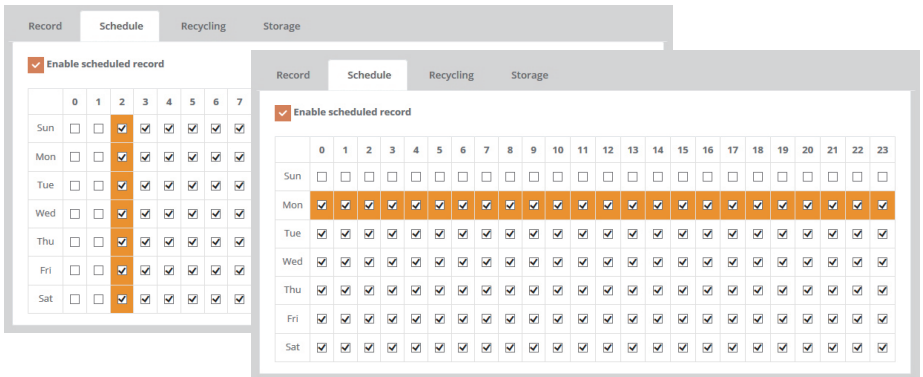 Record Schedule Recycling Storage
Enable scheduled record
0 1 2 3 4 5 6 7
Sun
Mon
Tue
Wed
Thu
Fri
Sat
Record Schedule Recycling Storage
Enable scheduled record
0 1 2 3 4 5 6 7 8 9 10 11 12 13 14 15 16 17 18 19 20 21 22 23
Sun
Mon
Tue
Wed
Thu
Fri
Sat